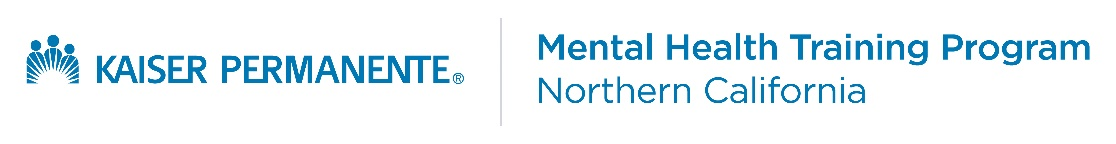 KAISER PERMANENTE®
Mental Health Training Program
Northern California